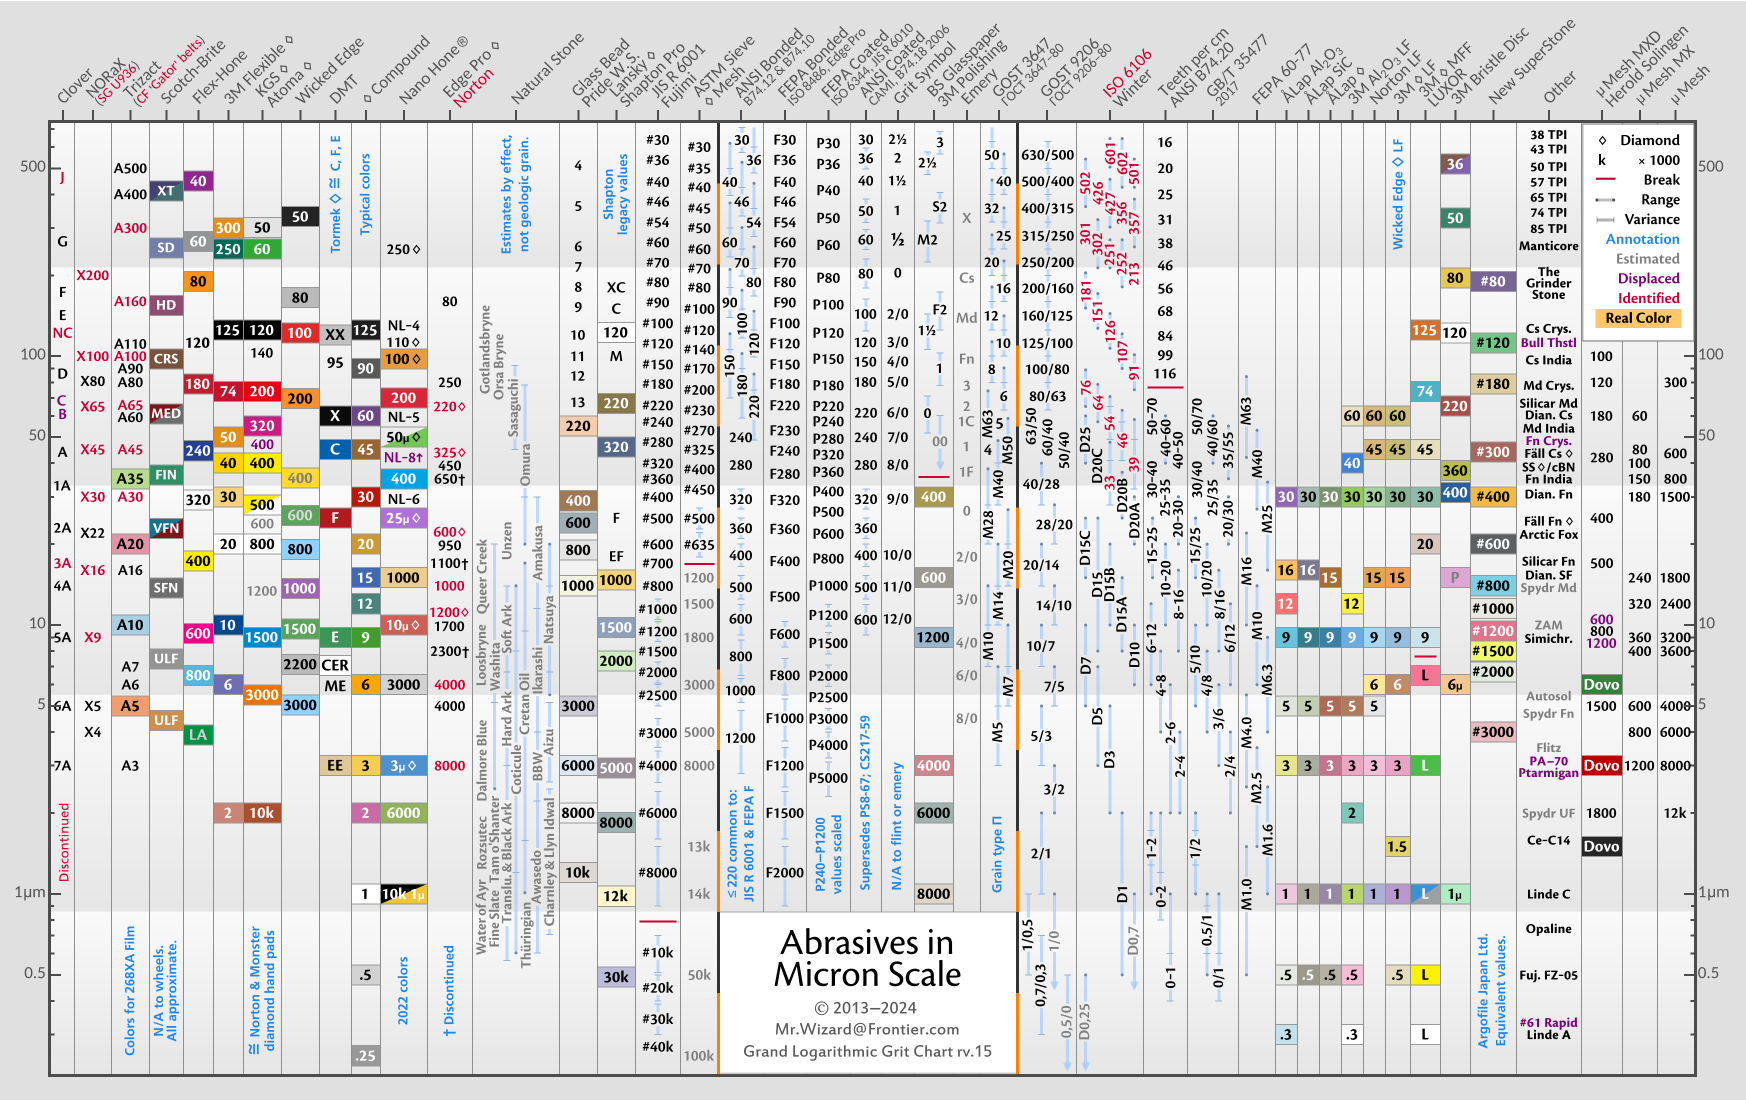 Clover
NORaX
(SG U936)
Trizact
(CF 'Gator' belts)
Scotch-Brite
Flex-Hone
3M Flexible ◊
KGS ◊
Atoma ◊
Wicked Edge
DMT
◊ Compound
Nano Hone®
Edge Pro ◊
Norton
Natural Stone
Glass Bead
Pride W. S.
Lansky ◊
Shapton Pro
JIS R 6001
Fujimi
ASTM Sieve
◊ Mesh
ANSI Bonded
B74.12 & B74.10
FEPA Bonded
ISO 8486 Edge Pro
FEPA Coated
ISO 6344 JIS R 6010
ANSI Coated
CAMI, B74.18 2006
Grit Symbol
BS Glasspaper
3M Polishing
Emery
GOST 3647
ГОСТ 3647-80
GOST 9206
ГОСТ 9206-80
ISO 6106
Winter
Teeth per cm
ANSI B74.20
GB/T 35477
2017
FEPA 60-77
ÅLap Al₂O₃
ÅLap SiC
ÅLap ◊
3M Al₂O₃ LF
Norton LF
3M ◊ LF
3M ◊ MFF
LUXOR
3M Bristle Disc
New SuperStone
Other
μ Mesh MXD
Herold Solingen
μ Mesh MX
μ Mesh
500
100
50
10
5
1μm
0.5
J
G
F
E
NC
D
C
B
A
1A
2A
3A
4A
5A
6A
7A
Discontinued
X200
X100
X80
X65
X45
X30
X22
X16
X9
X5
X4
A500
A400
A300
A160
A110
A100
A90
A80
A65
A60
A45
A35
A30
A20
A16
A10
A7
A6
A5
A3
Colors for 268XA Film
XT
SD
HD
CRS
MED
FIN
VFN
SFN
ULF
ULF
N/A to wheels.
All approximate.
40
60
80
120
180
240
320
400
600
800
LA
300
250
125
74
50
40
30
20
10
6
2
50
60
120
140
200
320
400
400
500
600
800
1200
1500
3000
10k
≅ Norton & Monster
diamond hand pads
50
80
100
200
400
600
800
1000
1500
2200
3000
Tormek ◊ ≅ C, F, E
XX
95
X
C
F
E
CER
ME
EE
Typical colors
125
90
60
45
30
20
15
12
9
6
3
2
1
.5
.25
250 ◊
NL-4
110 ◊
100 ◊
200
NL-5
50μ ◊
NL-8↑
400
NL-6
25μ ◊
1000
10μ ◊
3000
3μ ◊
6000
10k 1μ
2022 colors
80
250
220◊
325◊
450
650†
600◊
950
1100†
1000
1200◊
1700
2300†
4000
4000
8000
† Discontinued
Estimates by effect,
not geologic grain.
Gotlandsbryne
Orsa Bryne
Sasaguchi
Omura
Queer Creek
Unzen
Amakusa
Loosbryne
Washita
Soft Ark
Ikarashi
Natsuya
Dalmore Blue
Hard Ark
Cretan Oil
Coticule
BBW
Aizu
Rozsutec
Tam o'Shanter
Transl. & Black Ark
Water of Ayr
Fine Slate
Thüringian
Awasedo
Charnley & Llyn Idwal
4
5
6
7
8
9
10
11
12
13
220
400
600
800
1000
3000
6000
8000
10k
Shapton
legacy values
XC
C
120
M
220
320
F
EF
1000
1500
2000
5000
8000
12k
30k
#30
#36
#40
#46
#54
#60
#70
#80
#90
#100
#120
#150
#180
#220
#240
#280
#320
#360
#400
#500
#600
#700
#800
#1000
#1200
#1500
#2000
#2500
#3000
#4000
#6000
#8000
#10k
#20k
#30k
#40k
#30
#35
#40
#45
#50
#60
#70
#80
#100
#120
#140
#170
#200
#230
#270
#325
#400
#450
#500
#635
1200
1500
1800
3000
5000
8000
13k
14k
50k
100k
30
36
40
46
54
60
70
80
90
100
120
150
180
220
240
280
320
360
400
500
600
800
1000
1200
≤ 220 common to:
JIS R 6001 & FEPA F
F30
F36
F40
F46
F54
F60
F70
F80
F90
F100
F120
F150
F180
F220
F230
F240
F280
F320
F360
F400
F500
F600
F800
F1000
F1200
F1500
F2000
P30
P36
P40
P50
P60
P80
P100
P120
P150
P180
P220
P240
P280
P320
P360
P400
P500
P600
P800
P1000
P1200
P1500
P2000
P2500
P3000
P4000
P5000
P240–P1200
values scaled
30
36
40
50
60
80
100
120
150
180
220
240
280
320
360
400
500
600
Supersedes PS8-67; CS217-59
2½
2
1½
1
½
0
2/0
3/0
4/0
5/0
6/0
7/0
8/0
9/0
10/0
11/0
12/0
N/A to flint or emery
3
2½
S2
M2
F2
1½
1
0
00
400
600
1200
4000
6000
8000
X
Cs
Md
Fn
3
2
1C
1
1F
0
2/0
3/0
4/0
6/0
8/0
50
40
32
25
20
16
12
10
8
6
5
4
M63
M50
M40
M28
M20
M14
M10
M7
M5
Grain type П
630/500
500/400
400/315
315/250
250/200
200/160
160/125
125/100
100/80
80/63
63/50
60/40
50/40
40/28
28/20
20/14
14/10
10/7
7/5
5/3
3/2
2/1
1/0,5
1/0
0,7/0,3
0,5/0
601
602
501
502
426
427
356
357
301
302
251
252
213
181
151
126
107
91
76
64
54
46
39
33
D25
D20C
D20B
D20A
D15C
D15
D15B
D15A
D10
D7
D5
D3
D1
D0,7
D0,25
16
20
25
31
38
46
56
68
84
99
116
50-70
40-60
40-50
30-40
25-35
20-30
15-25
10-20
8-16
6-12
4-8
2-6
2-4
1-2
0-2
0-1
50/70
40/60
35/55
30/40
25/35
20/30
15/25
10/20
8/16
6/12
5/10
4/8
3/6
2/4
1/2
0.5/1
0/1
M63
M40
M25
M16
M10
M6.3
M4.0
M2.5
M1.6
M1.0
30
16
12
9
5
3
1
.5
.3
30
16
9
5
3
1
.5
30
15
9
5
3
1
.5
60
40
30
12
9
5
3
2
1
.5
.3
60
45
30
15
9
6
5
3
1
Wicked Edge ◊ LF
60
45
30
15
9
6
3
1.5
1
.5
125
74
45
30
20
9
L
L
L
L
L
36
50
80
120
220
360
400
P
6μ
1μ
#80
#120
#180
#300
#400
#600
#800
#1000
#1200
#1500
#2000
#3000
Argofile Japan Ltd.
Equivalent values.
38 TPI
43 TPI
50 TPI
57 TPI
65 TPI
74 TPI
85 TPI
Manticore
The
Grinder
Stone
Cs Crys.
Bull Thstl
Cs India
Md Crys.
Silicar Md
Dian. Cs
Md India
Fn Crys.
Fäll Cs ◊
SS ◊/cBN
Fn India
Dian. Fn
Fäll Fn ◊
Arctic Fox
Silicar Fn
Dian. SF
Spydr Md
ZAM
Simichr.
Autosol
Spydr Fn
Flitz
PA–70
Ptarmigan
Spydr UF
Ce-C14
Linde C
Opaline
Fuj. FZ-05
#61 Rapid
Linde A
◊ Diamond
k × 1000
Break
Range
Variance
Annotation
Estimated
Displaced
Identified
Real Color
100
120
180
280
400
500
600
800
1200
Dovo
1500
Dovo
1800
Dovo
60
80
100
150
180
240
320
360
400
600
800
1200
300
600
800
1500
1800
2400
3200
3600
4000
6000
8000
12k
500
100
50
10
5
1μm
0.5
Abrasives in
Micron Scale
© 2013–2024
Mr.Wizard@Frontier.com
Grand Logarithmic Grit Chart rv.15